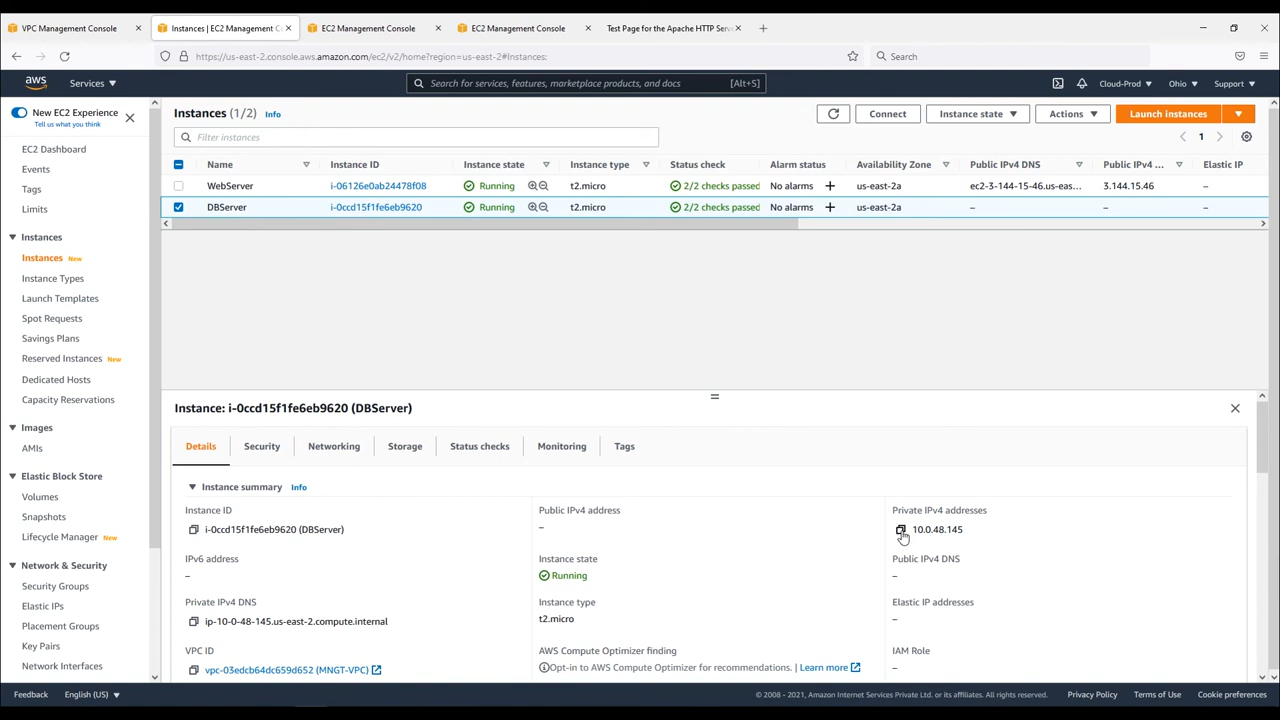 VPC Management Console
Instances | EC2 Management Co
EC2 Management Console
EC2 Management Console
Test Page for the Apache HTTP Serv
https://us-east-2.console.aws.amazon.com/ec2/v2/home?region=us-east-2#Instances:
Search
aws
Services
Search for services, features, marketplace products, and docs
[Alt+S]
Cloud-Prod
Ohio
Support
New EC2 Experience
Tell us what you think
EC2 Dashboard
Events
Tags
Limits
Instances
Instances New
Instance Types
Launch Templates
Spot Requests
Savings Plans
Reserved Instances New
Dedicated Hosts
Capacity Reservations
Images
AMIs
Elastic Block Store
Volumes
Snapshots
Lifecycle Manager New
Network & Security
Security Groups
Elastic IPs
Placement Groups
Key Pairs
Network Interfaces
Instances (1/2) Info
Connect
Instance state
Actions
Launch instances
Filter instances
1
Name Instance ID Instance state Instance type Status check Alarm status Availability Zone Public IPv4 DNS Public IPv4 ... Elastic IP
WebServer i-06126e0ab24478f08 Running t2.micro 2/2 checks passed No alarms + us-east-2a ec2-3-144-15-46.us-eas... 3.144.15.46 –
DBServer i-0ccd15f1fe6eb9620 Running t2.micro 2/2 checks passed No alarms + us-east-2a – – –
Instance: i-0ccd15f1fe6eb9620 (DBServer)
Details
Security
Networking
Storage
Status checks
Monitoring
Tags
Instance summary Info
Instance ID
i-0ccd15f1fe6eb9620 (DBServer)
Public IPv4 address
–
Private IPv4 addresses
10.0.48.145
IPv6 address
–
Instance state
Running
Public IPv4 DNS
–
Private IPv4 DNS
ip-10-0-48-145.us-east-2.compute.internal
Instance type
t2.micro
Elastic IP addresses
–
VPC ID
vpc-03edcb64dc659d652 (MNGT-VPC)
AWS Compute Optimizer finding
Opt-in to AWS Compute Optimizer for recommendations. | Learn more
IAM Role
–
Feedback
English (US)
© 2008 - 2021, Amazon Internet Services Private Ltd. or its affiliates. All rights reserved.
Privacy Policy
Terms of Use
Cookie preferences